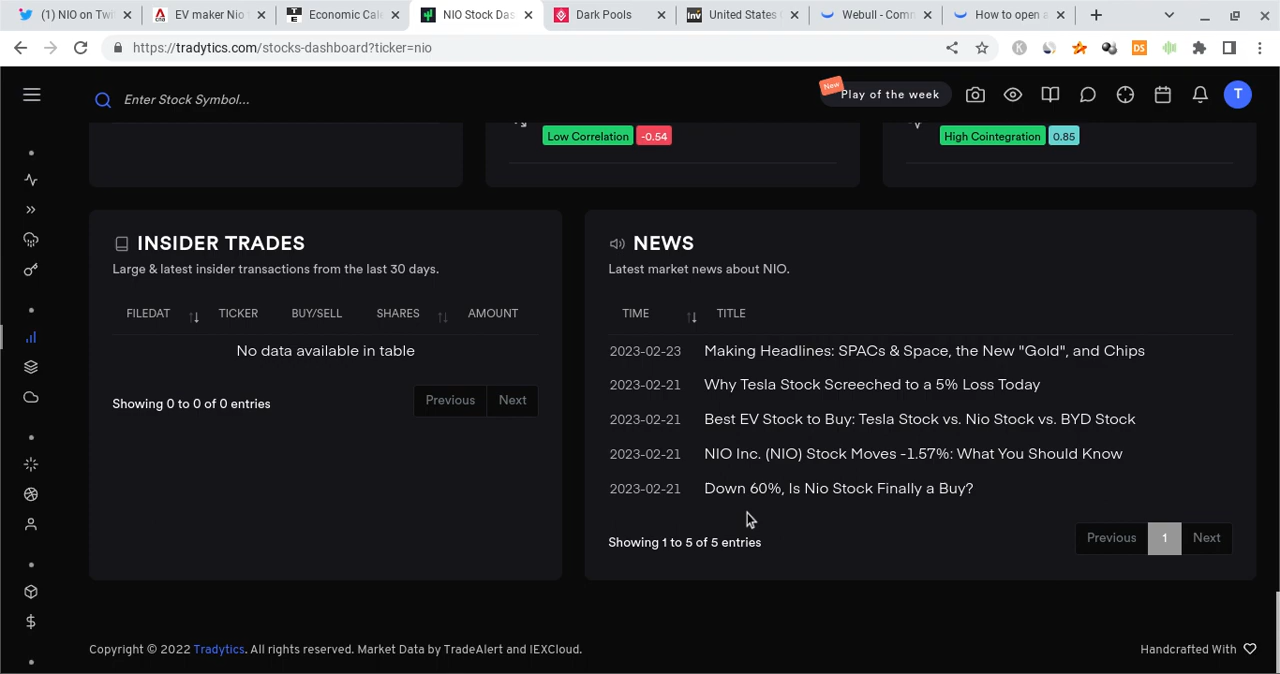 (1) NIO on Twi
EV maker Nio
Economic Cale
NIO Stock Das
Dark Pools
United States
Webull - Comm
How to open a
https://tradytics.com/stocks-dashboard?ticker=nio
Enter Stock Symbol...
New
Play of the week
T
Low Correlation -0.54
High Cointegration 0.85
INSIDER TRADES
Large & latest insider transactions from the last 30 days.
FILEDAT TICKER BUY/SELL SHARES AMOUNT
No data available in table
Showing 0 to 0 of 0 entries
Previous Next
NEWS
Latest market news about NIO.
TIME TITLE
2023-02-23 Making Headlines: SPACs & Space, the New "Gold", and Chips
2023-02-21 Why Tesla Stock Screeched to a 5% Loss Today
2023-02-21 Best EV Stock to Buy: Tesla Stock vs. Nio Stock vs. BYD Stock
2023-02-21 NIO Inc. (NIO) Stock Moves -1.57%: What You Should Know
2023-02-21 Down 60%, Is Nio Stock Finally a Buy?
Showing 1 to 5 of 5 entries
Previous 1 Next
Copyright © 2022 Tradytics. All rights reserved. Market Data by TradeAlert and IEXCloud.
Handcrafted With